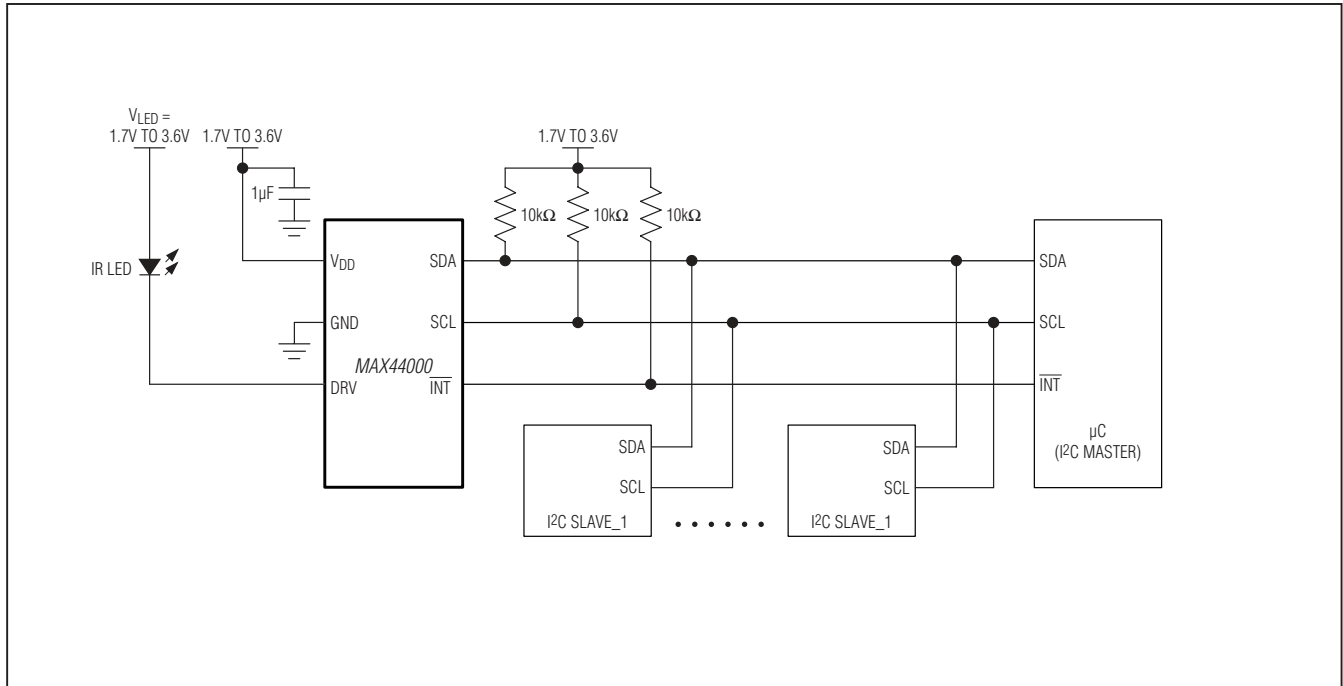 VLED =
1.7V TO 3.6V
1.7V TO 3.6V
1.7V TO 3.6V
1µF
10kΩ
10kΩ
10kΩ
IR LED
VDD
SDA
SDA
GND
SCL
SCL
MAX44000
DRV
INT
INT
µC
(I²C MASTER)
SDA
SCL
I²C SLAVE_1
SDA
SCL
I²C SLAVE_1